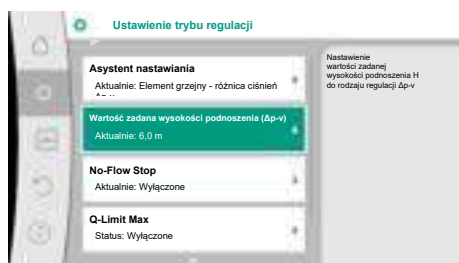 Ustawienie trybu regulacji
Asystent nastawiania
Aktualnie: Element grzejny - różnica ciśnień
Δp-v
Wartość zadana wysokości podnoszenia (Δp-v)
Aktualnie: 6,0 m
No-Flow Stop
Aktualnie: Wyłączone
Q-Limit Max
Status: Wyłączone
Nastawienie
wartości zadanej
wysokości podnoszenia H
do rodzaju regulacji Δp-v